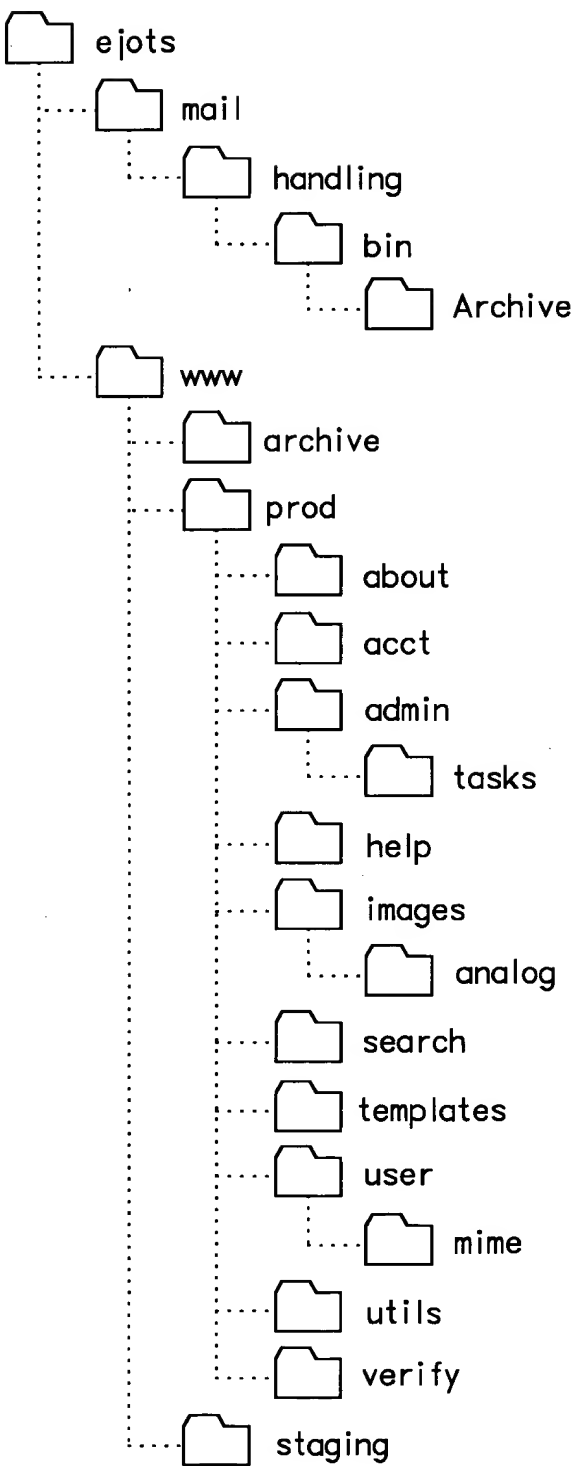 ejots
mail
handling
bin
Archive
www
archive
prod
about
acct
admin
tasks
help
images
analog
search
templates
user
mime
utils
verify
staging